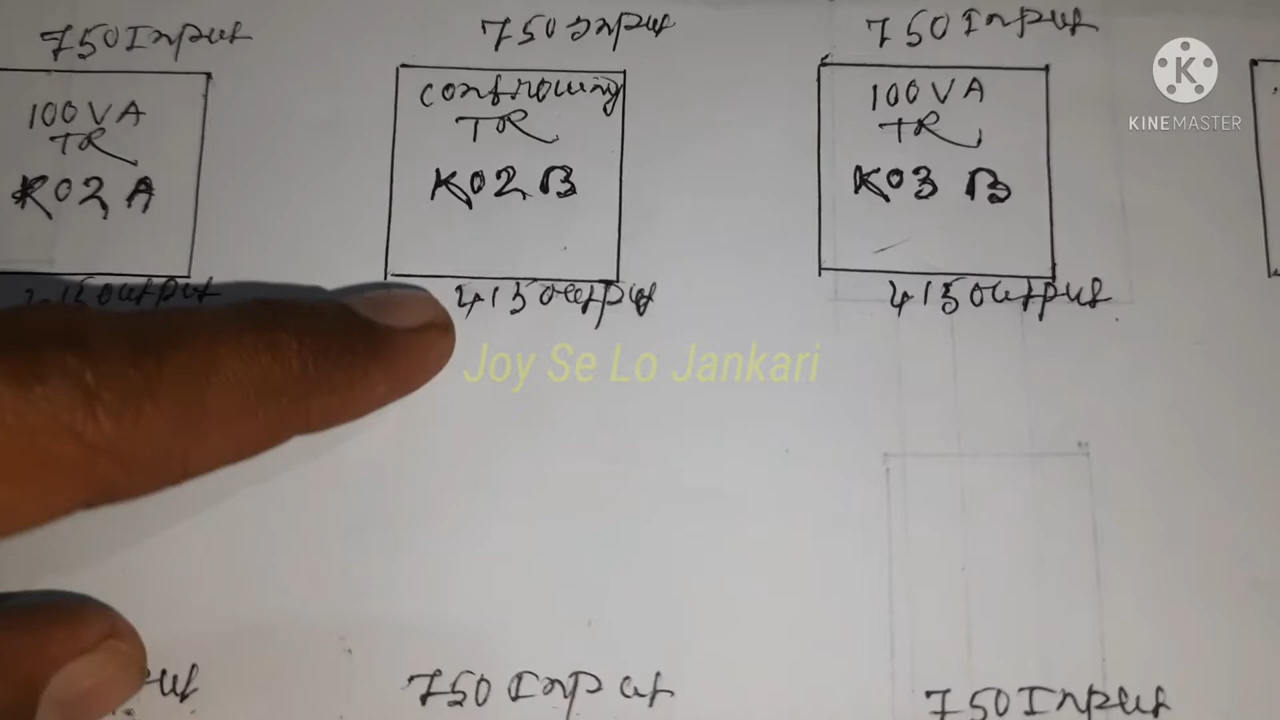 750 Input
750 Input
750 Input
100 VA
TR
K02 A
controwing
TR
K02 B
100 VA
TR
K03 B
KINEMASTER
415 output
415 output
415 output
Joy Se Lo Jankari
750 Input
750 Input